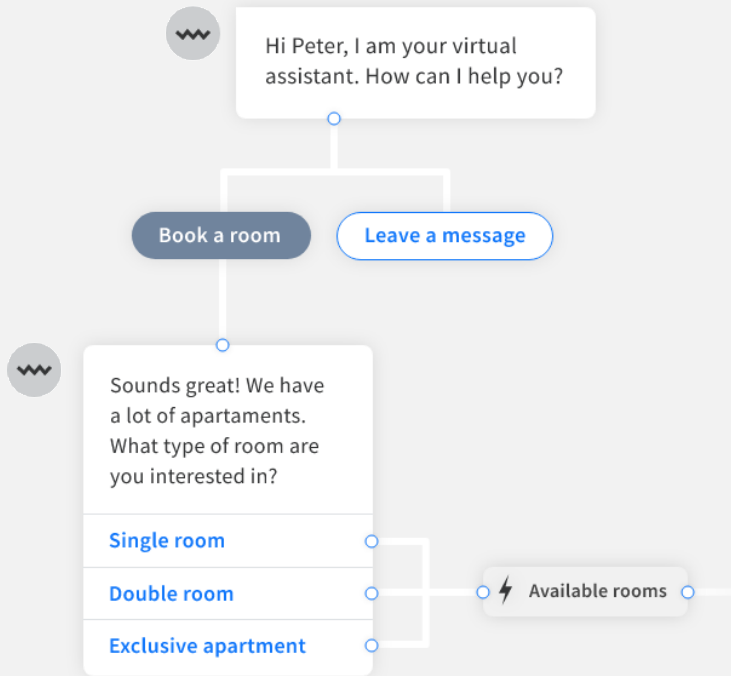 Hi Peter, I am your virtual
assistant. How can I help you?
Book a room
Leave a message
Sounds great! We have
a lot of apartaments.
What type of room are
you interested in?
Single room
Double room
Exclusive apartment
Available rooms